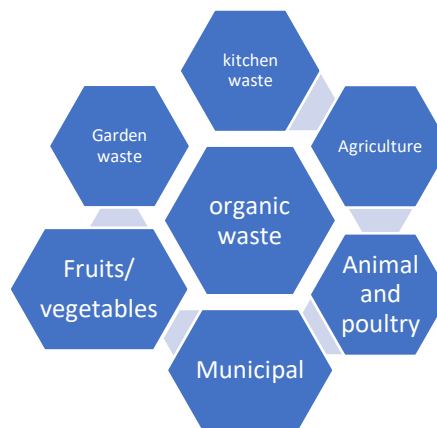 kitchen
waste
Garden
waste
Agriculture
organic
waste
Fruits/
vegetables
Animal
and
poultry
Municipal